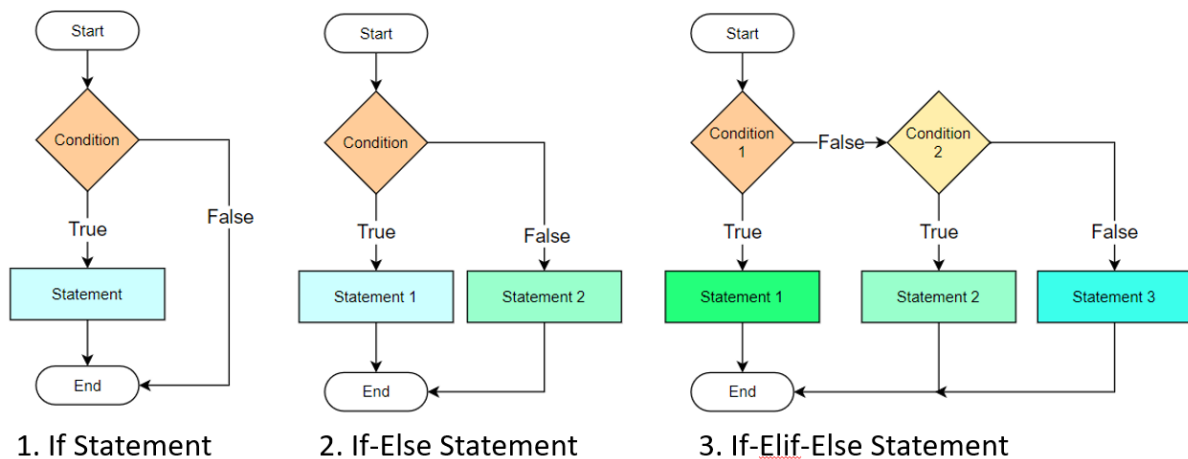 Start
Condition
True
False
Statement
End
1. If Statement
Start
Condition
True
False
Statement 1
Statement 2
End
2. If-Else Statement
Start
Condition
1
False
Condition
2
True
True
False
Statement 1
Statement 2
Statement 3
End
3. If-Elif-Else Statement